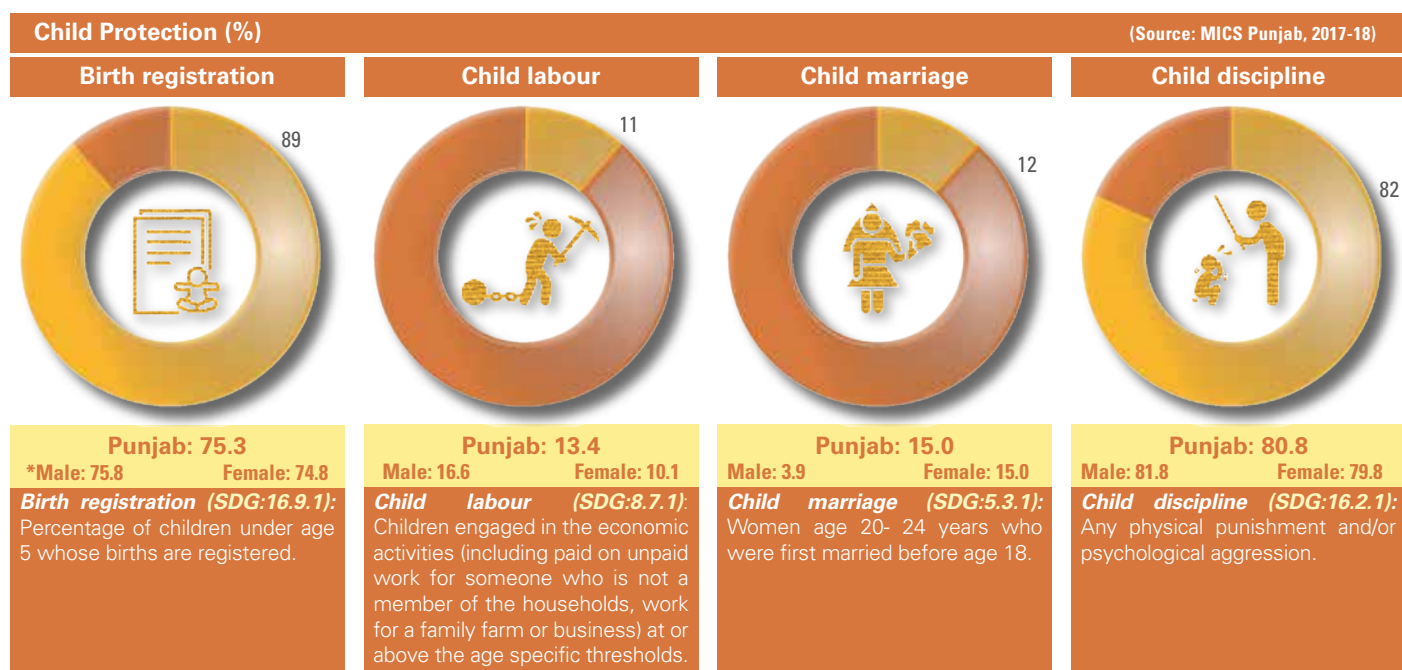 Child Protection (%)
(Source: MICS Punjab, 2017-18)
Birth registration
89
Punjab: 75.3
*Male: 75.8 Female: 74.8
Birth registration (SDG:16.9.1):
Percentage of children under age
5 whose births are registered.
Child labour
11
Punjab: 13.4
Male: 16.6 Female: 10.1
Child labour (SDG:8.7.1):
Children engaged in the economic
activities (including paid on unpaid
work for someone who is not a
member of the households, work
for a family farm or business) at or
above the age specific thresholds.
Child marriage
12
Punjab: 15.0
Male: 3.9 Female: 15.0
Child marriage (SDG:5.3.1):
Women age 20- 24 years who
were first married before age 18.
Child discipline
82
Punjab: 80.8
Male: 81.8 Female: 79.8
Child discipline (SDG:16.2.1):
Any physical punishment and/or
psychological aggression.